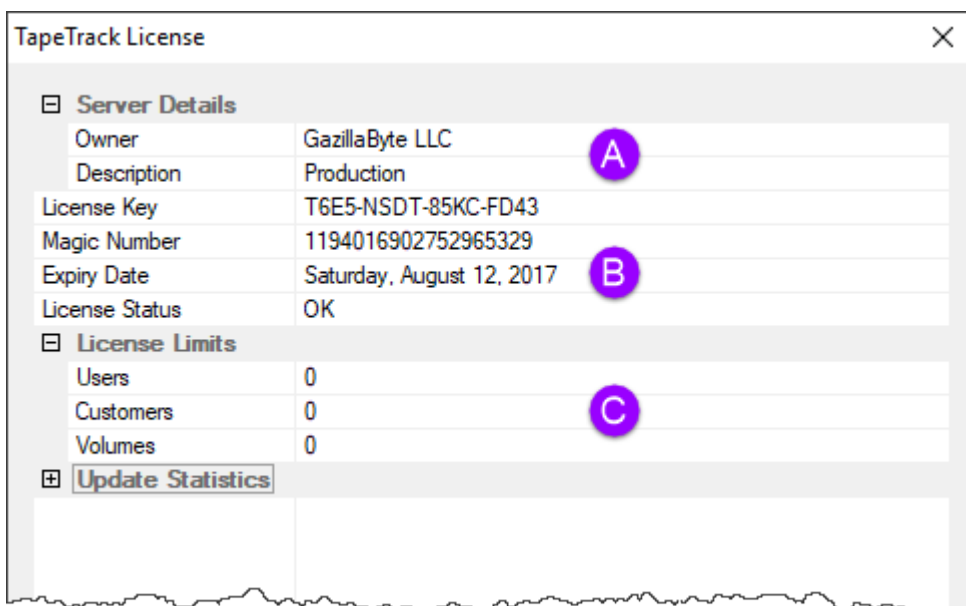 TapeTrack License
Server Details
Owner GazillaByte LLC
A
Description Production
License Key T6E5-NSDT-85KC-FD43
Magic Number 1194016902752965329
Expiry Date Saturday, August 12, 2017 B
License Status OK
License Limits
Users 0
Customers 0 C
Volumes 0
Update Statistics